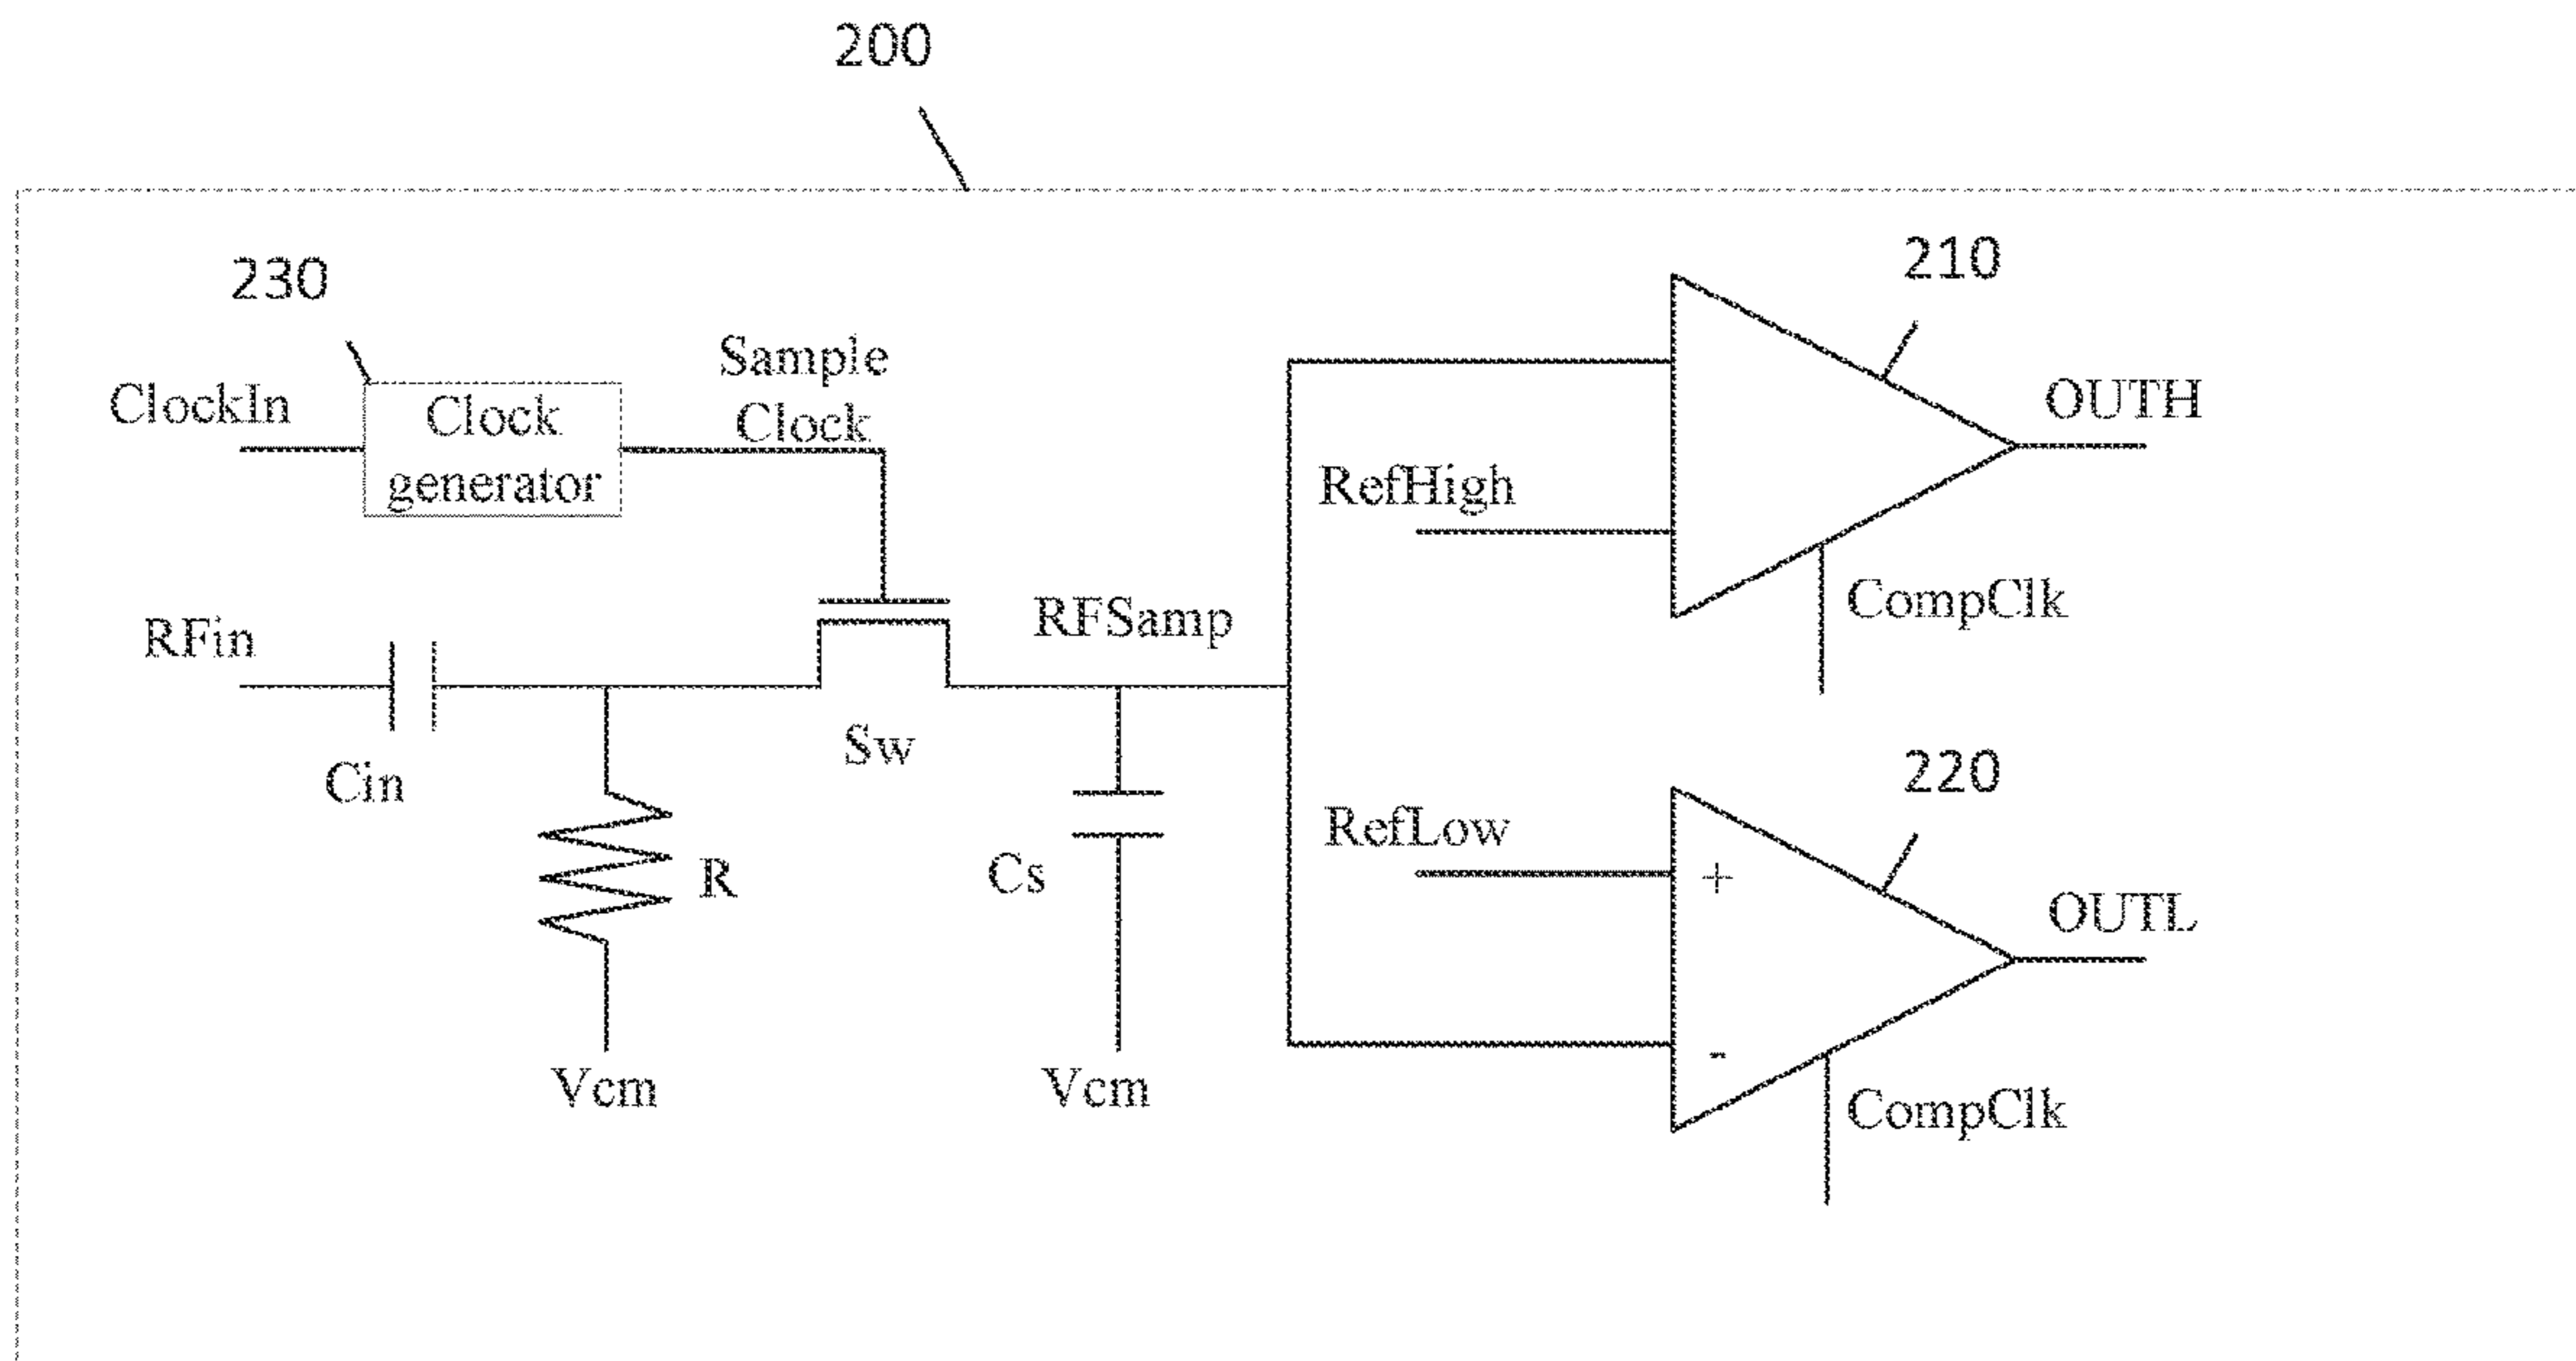 200
230
210
ClockIn
Clock
generator
Sample
Clock
OUTH
RefHigh
CompClk
RFin
RFSamp
Sw
Cin
220
RefLow
+
R
Cs
OUTL
-
Vcm
Vcm
CompClk